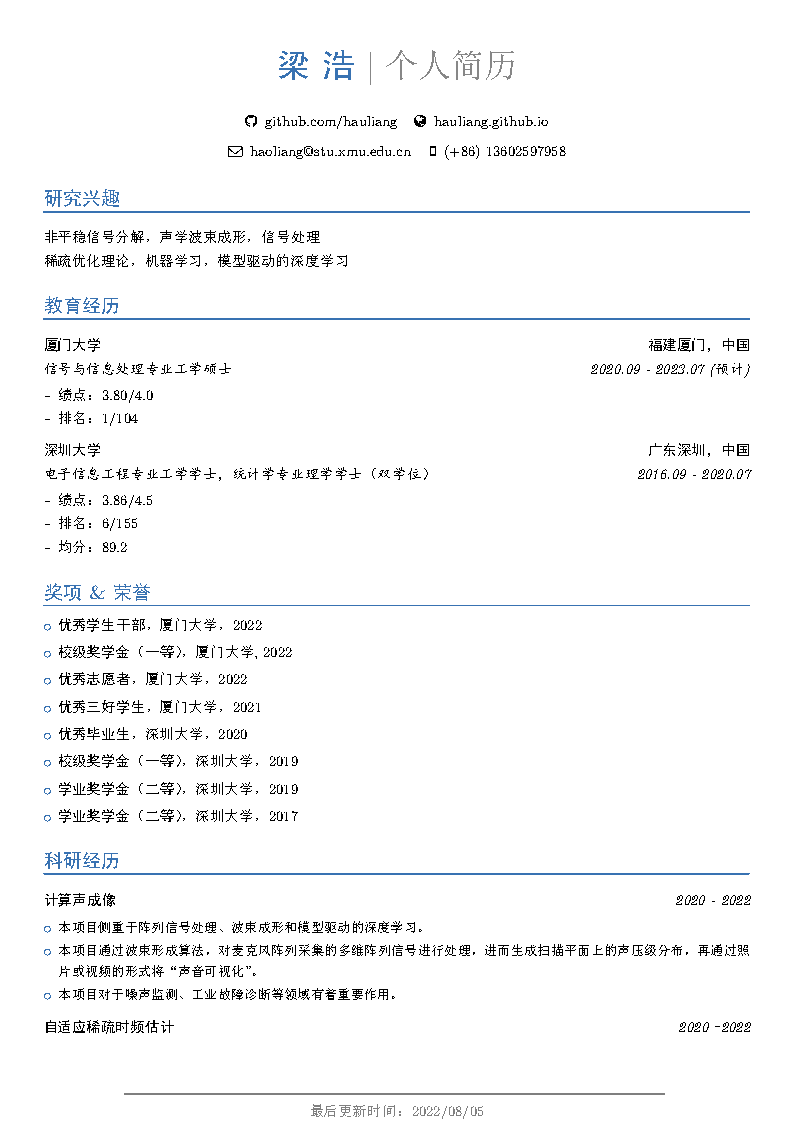 梁 浩 | 个人简历
github.com/hauliang hauliang.github.io
haoliang@stu.xmu.edu.cn (+86) 13602597958
研究兴趣
非平稳信号分解，声学波束成形，信号处理
稀疏优化理论，机器学习，模型驱动的深度学习
教育经历
厦门大学 福建厦门，中国
信号与信息处理专业工学硕士 2020.09 - 2023.07 (预计)
- 绩点：3.80/4.0
- 排名：1/104
深圳大学 广东深圳，中国
电子信息工程专业工学学士，统计学专业理学学士（双学位） 2016.09 - 2020.07
- 绩点：3.86/4.5
- 排名：6/155
- 均分：89.2
奖项 & 荣誉
优秀学生干部，厦门大学，2022
校级奖学金（一等），厦门大学, 2022
优秀志愿者，厦门大学，2022
优秀三好学生，厦门大学，2021
优秀毕业生，深圳大学，2020
校级奖学金（一等），深圳大学，2019
学业奖学金（二等），深圳大学，2019
学业奖学金（二等），深圳大学，2017
科研经历
计算声成像 2020 - 2022
本项目侧重于阵列信号处理、波束成形和模型驱动的深度学习。
本项目通过波束形成算法，对麦克风阵列采集的多维阵列信号进行处理，进而生成扫描平面上的声压级分布，再通过照
片或视频的形式将“声音可视化”。
本项目对于噪声监测、工业故障诊断等领域有着重要作用。
自适应稀疏时频估计 2020 -2022
最后更新时间：2022/08/05